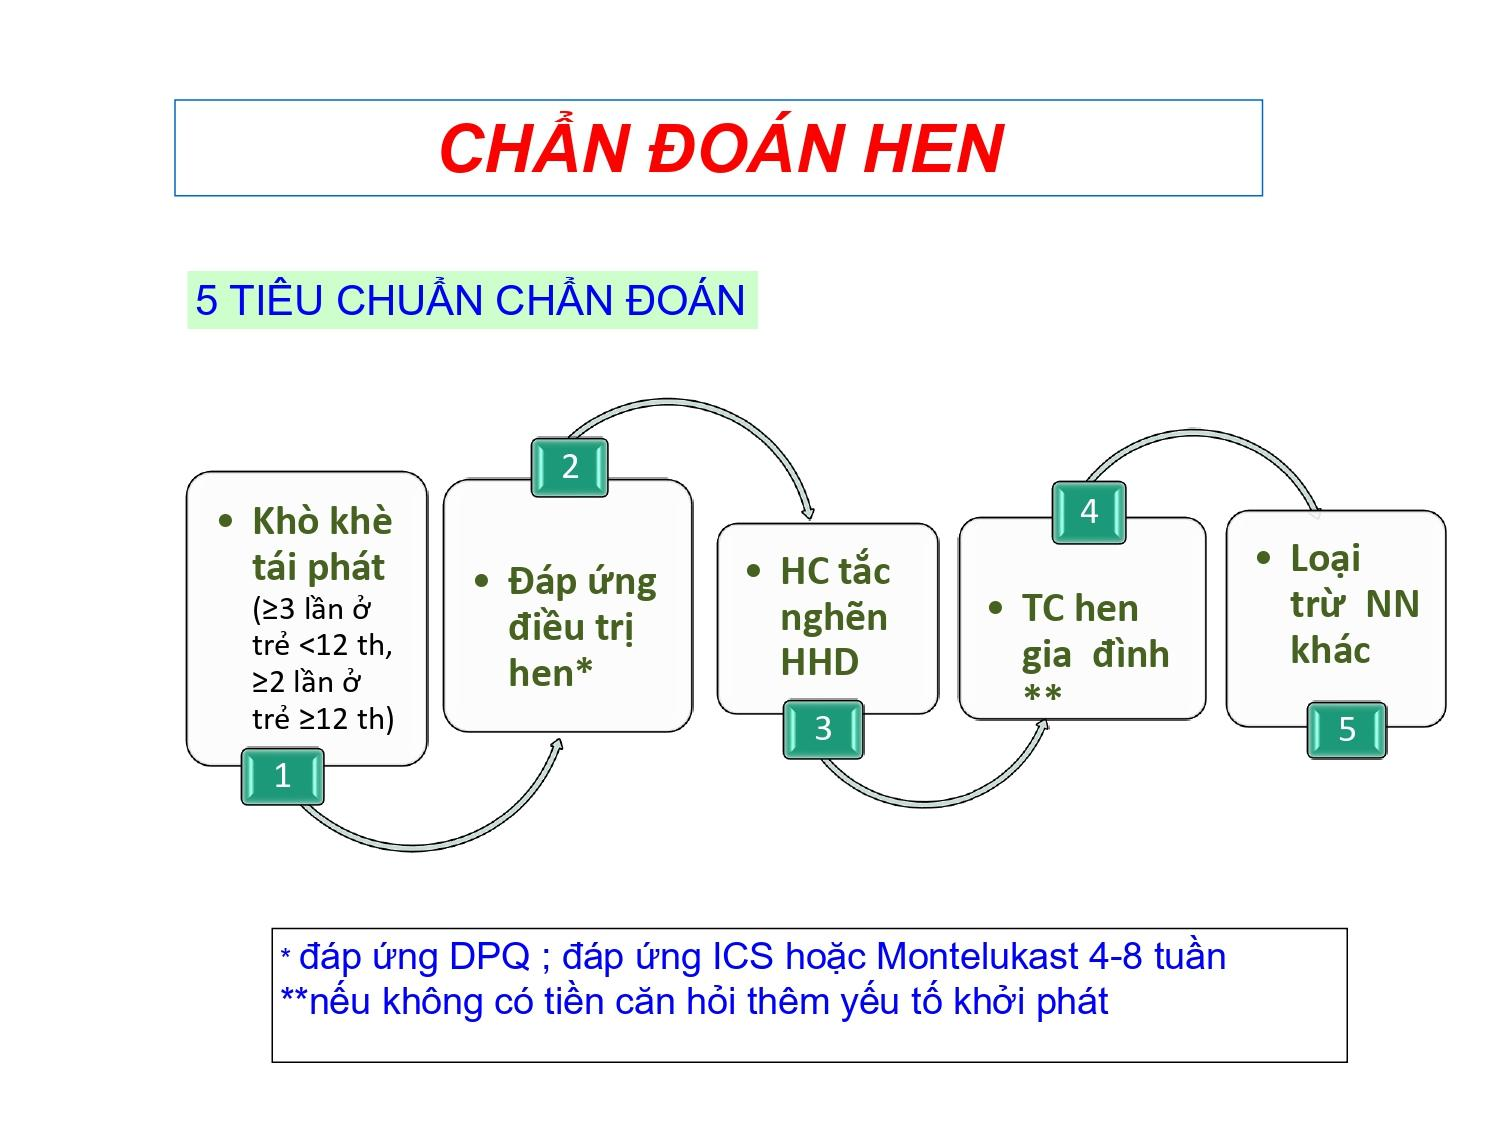 CHẨN ĐOÁN HEN
5 TIÊU CHUẨN CHẨN ĐOÁN
• Khò khè
tái phát
(≥3 lần ở
trẻ <12 th,
≥2 lần ở
trẻ ≥12 th)
1
2
• Đáp ứng
điều trị
hen*
• HC tắc
nghẽn
HHD
3
4
• TC hen
gia đình
**
• Loại
trừ NN
khác
5
* đáp ứng DPQ ; đáp ứng ICS hoặc Montelukast 4-8 tuần
**nếu không có tiền căn hỏi thêm yếu tố khởi phát